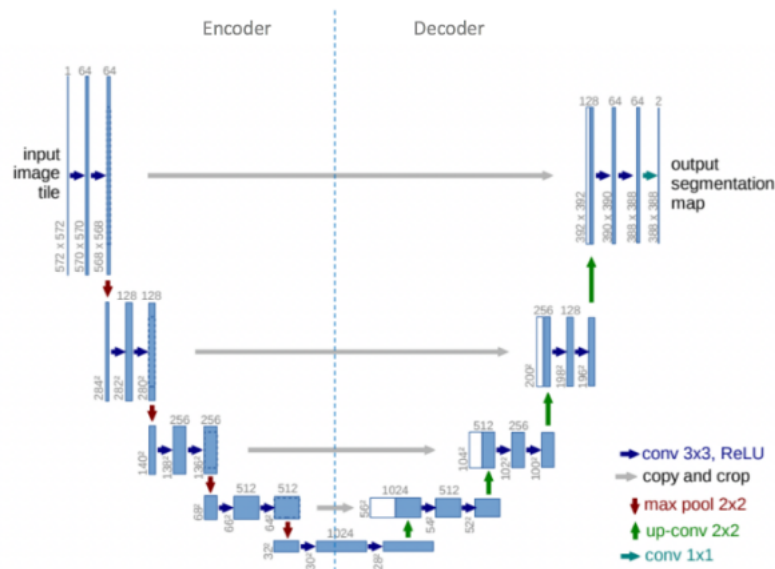 Encoder Decoder
1 64 64
128 64 64 2
input
image
tile
output
segmentation
map
572 x 572
570 x 570
568 x 568
392 x 392
390 x 390
388 x 388
388 x 388
128 128
256 128
284²
282²
280²
200²
198²
196²
256 256
512 256
140²
138²
136²
104²
102²
100²
512 512
1024 512
68²
66²
64²
56²
54²
52²
1024
32²
30²
28²
conv 3x3, ReLU
copy and crop
max pool 2x2
up-conv 2x2
conv 1x1